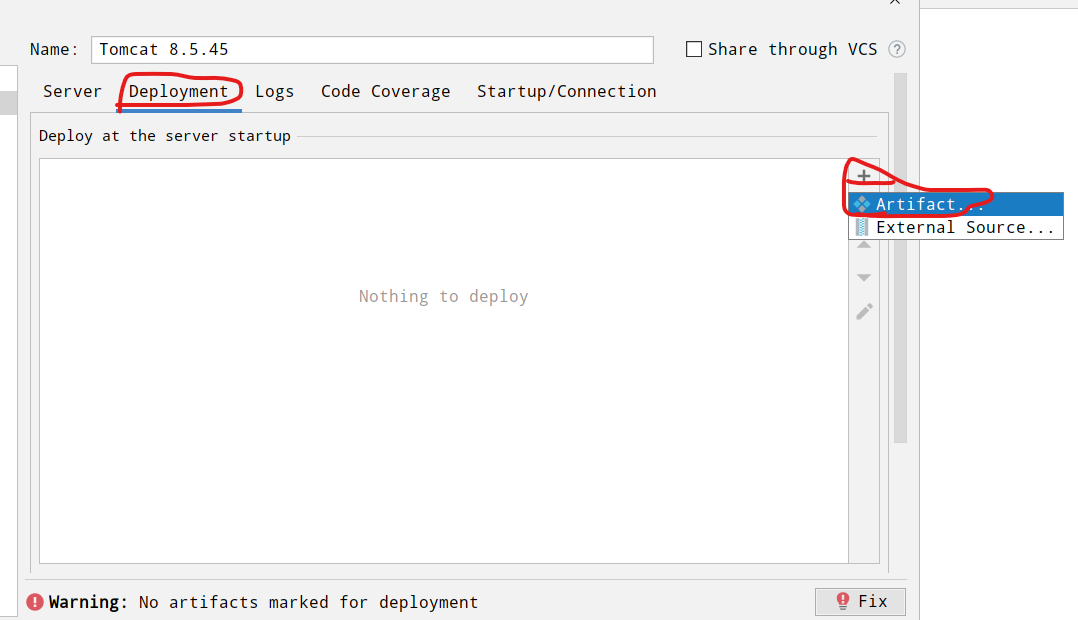 Name: Tomcat 8.5.45 Share through VCS ?
Server Deployment Logs Code Coverage Startup/Connection
Deploy at the server startup
Artifact...
External Source...
Nothing to deploy
Warning: No artifacts marked for deployment Fix